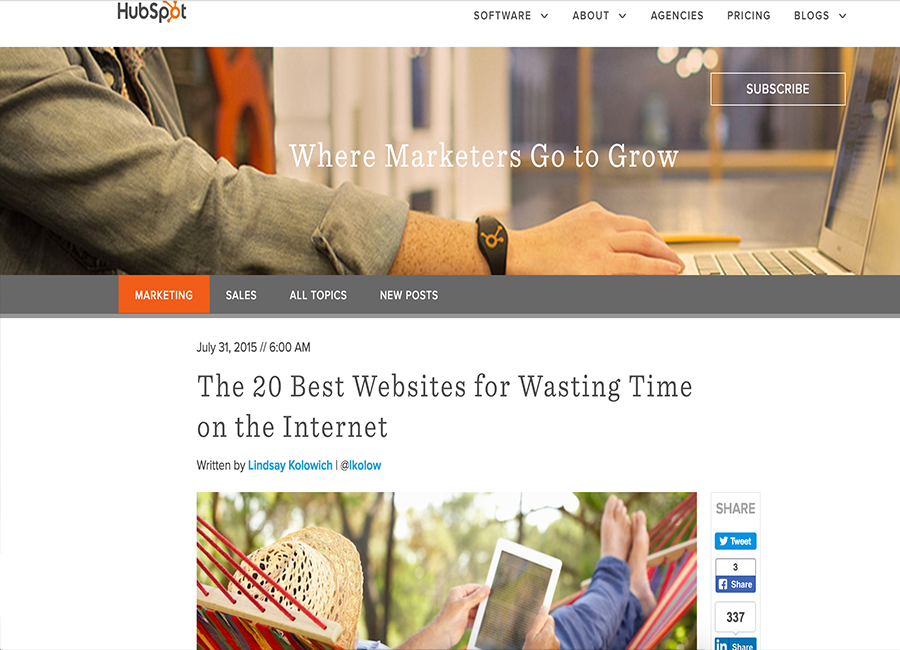 HubSpot
SOFTWARE ABOUT AGENCIES PRICING BLOGS
SUBSCRIBE
Where Marketers Go to Grow
MARKETING SALES ALL TOPICS NEW POSTS
July 31, 2015 // 6:00 AM
The 20 Best Websites for Wasting Time
on the Internet
Written by Lindsay Kolowich | @lkolow
SHARE
Tweet
3
Share
337
in Share